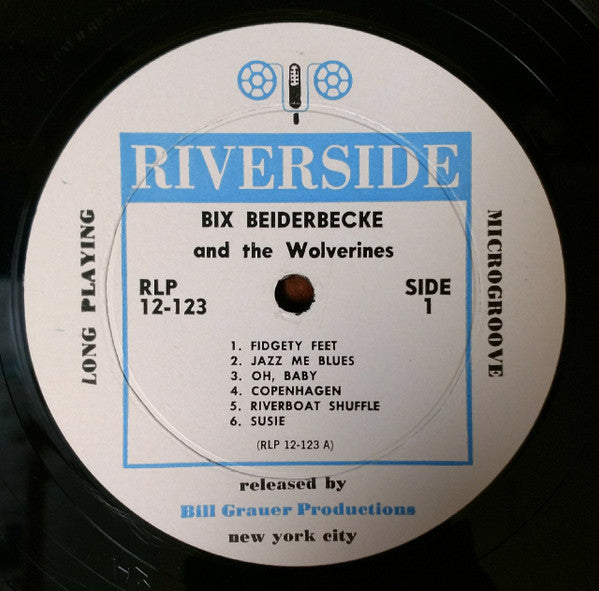 RIVERSIDE
BIX BEIDERBECKE
and the Wolverines
RLP
12-123
SIDE
1
1. FIDGETY FEET
2. JAZZ ME BLUES
3. OH, BABY
4. COPENHAGEN
5. RIVERBOAT SHUFFLE
6. SUSIE
(RLP 12-123 A)
LONG PLAYING
MICROGROOVE
released by
Bill Grauer Productions
new york city